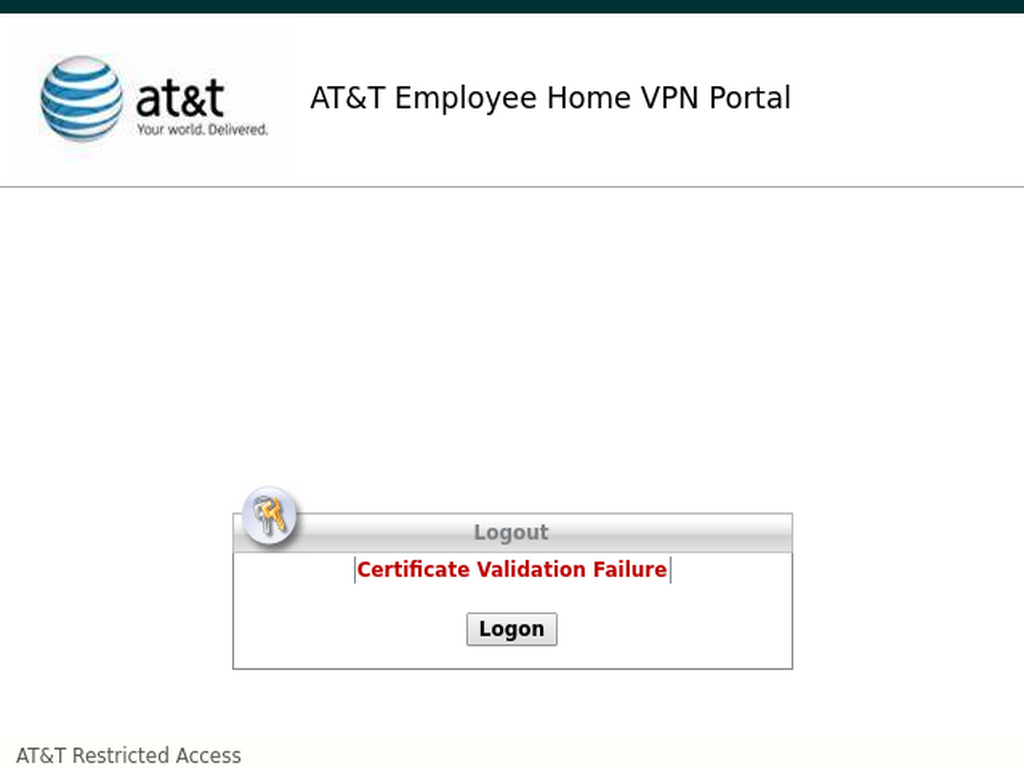 at&t
Your world. Delivered.
AT&T Employee Home VPN Portal
Logout
Certificate Validation Failure
Logon
AT&T Restricted Access